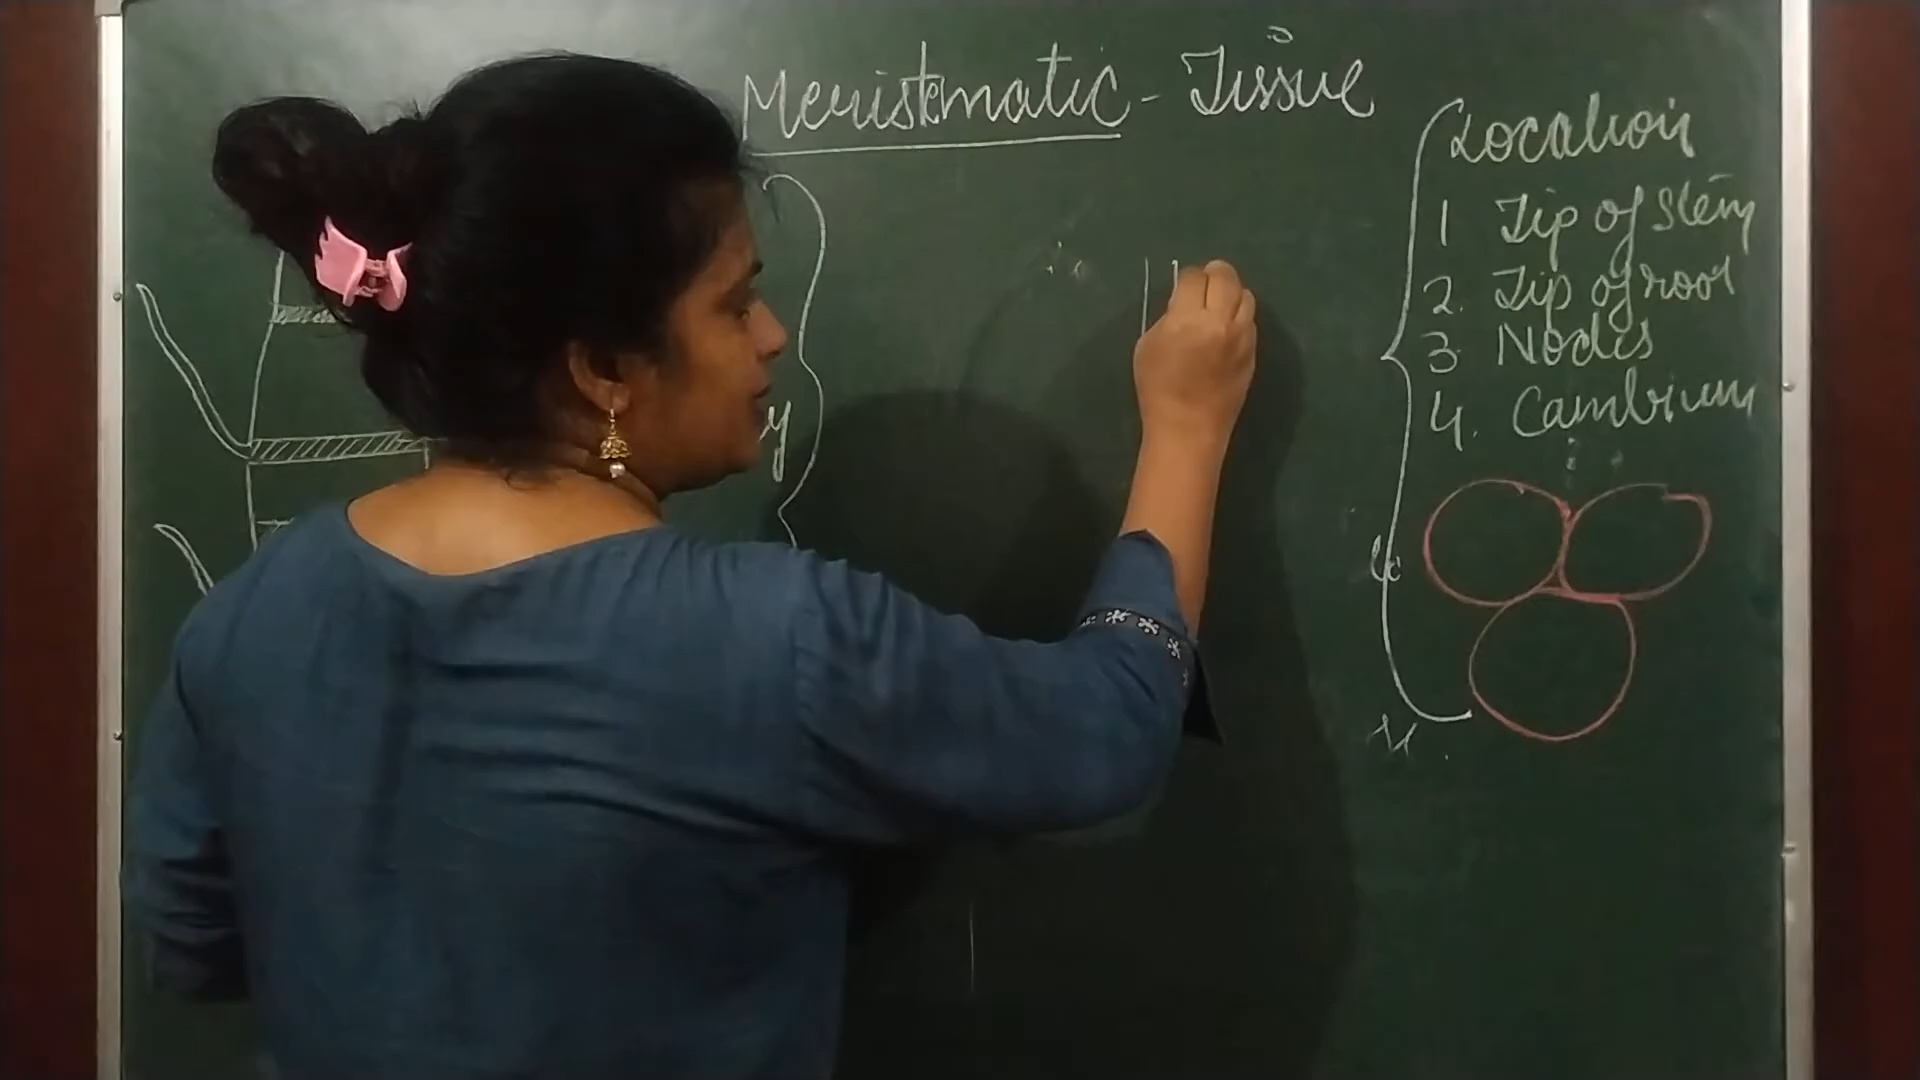 Meristematic - Tissue
Location
1 Tip of Stem
2. Tip of root
3 Nodes
4. Cambium
y